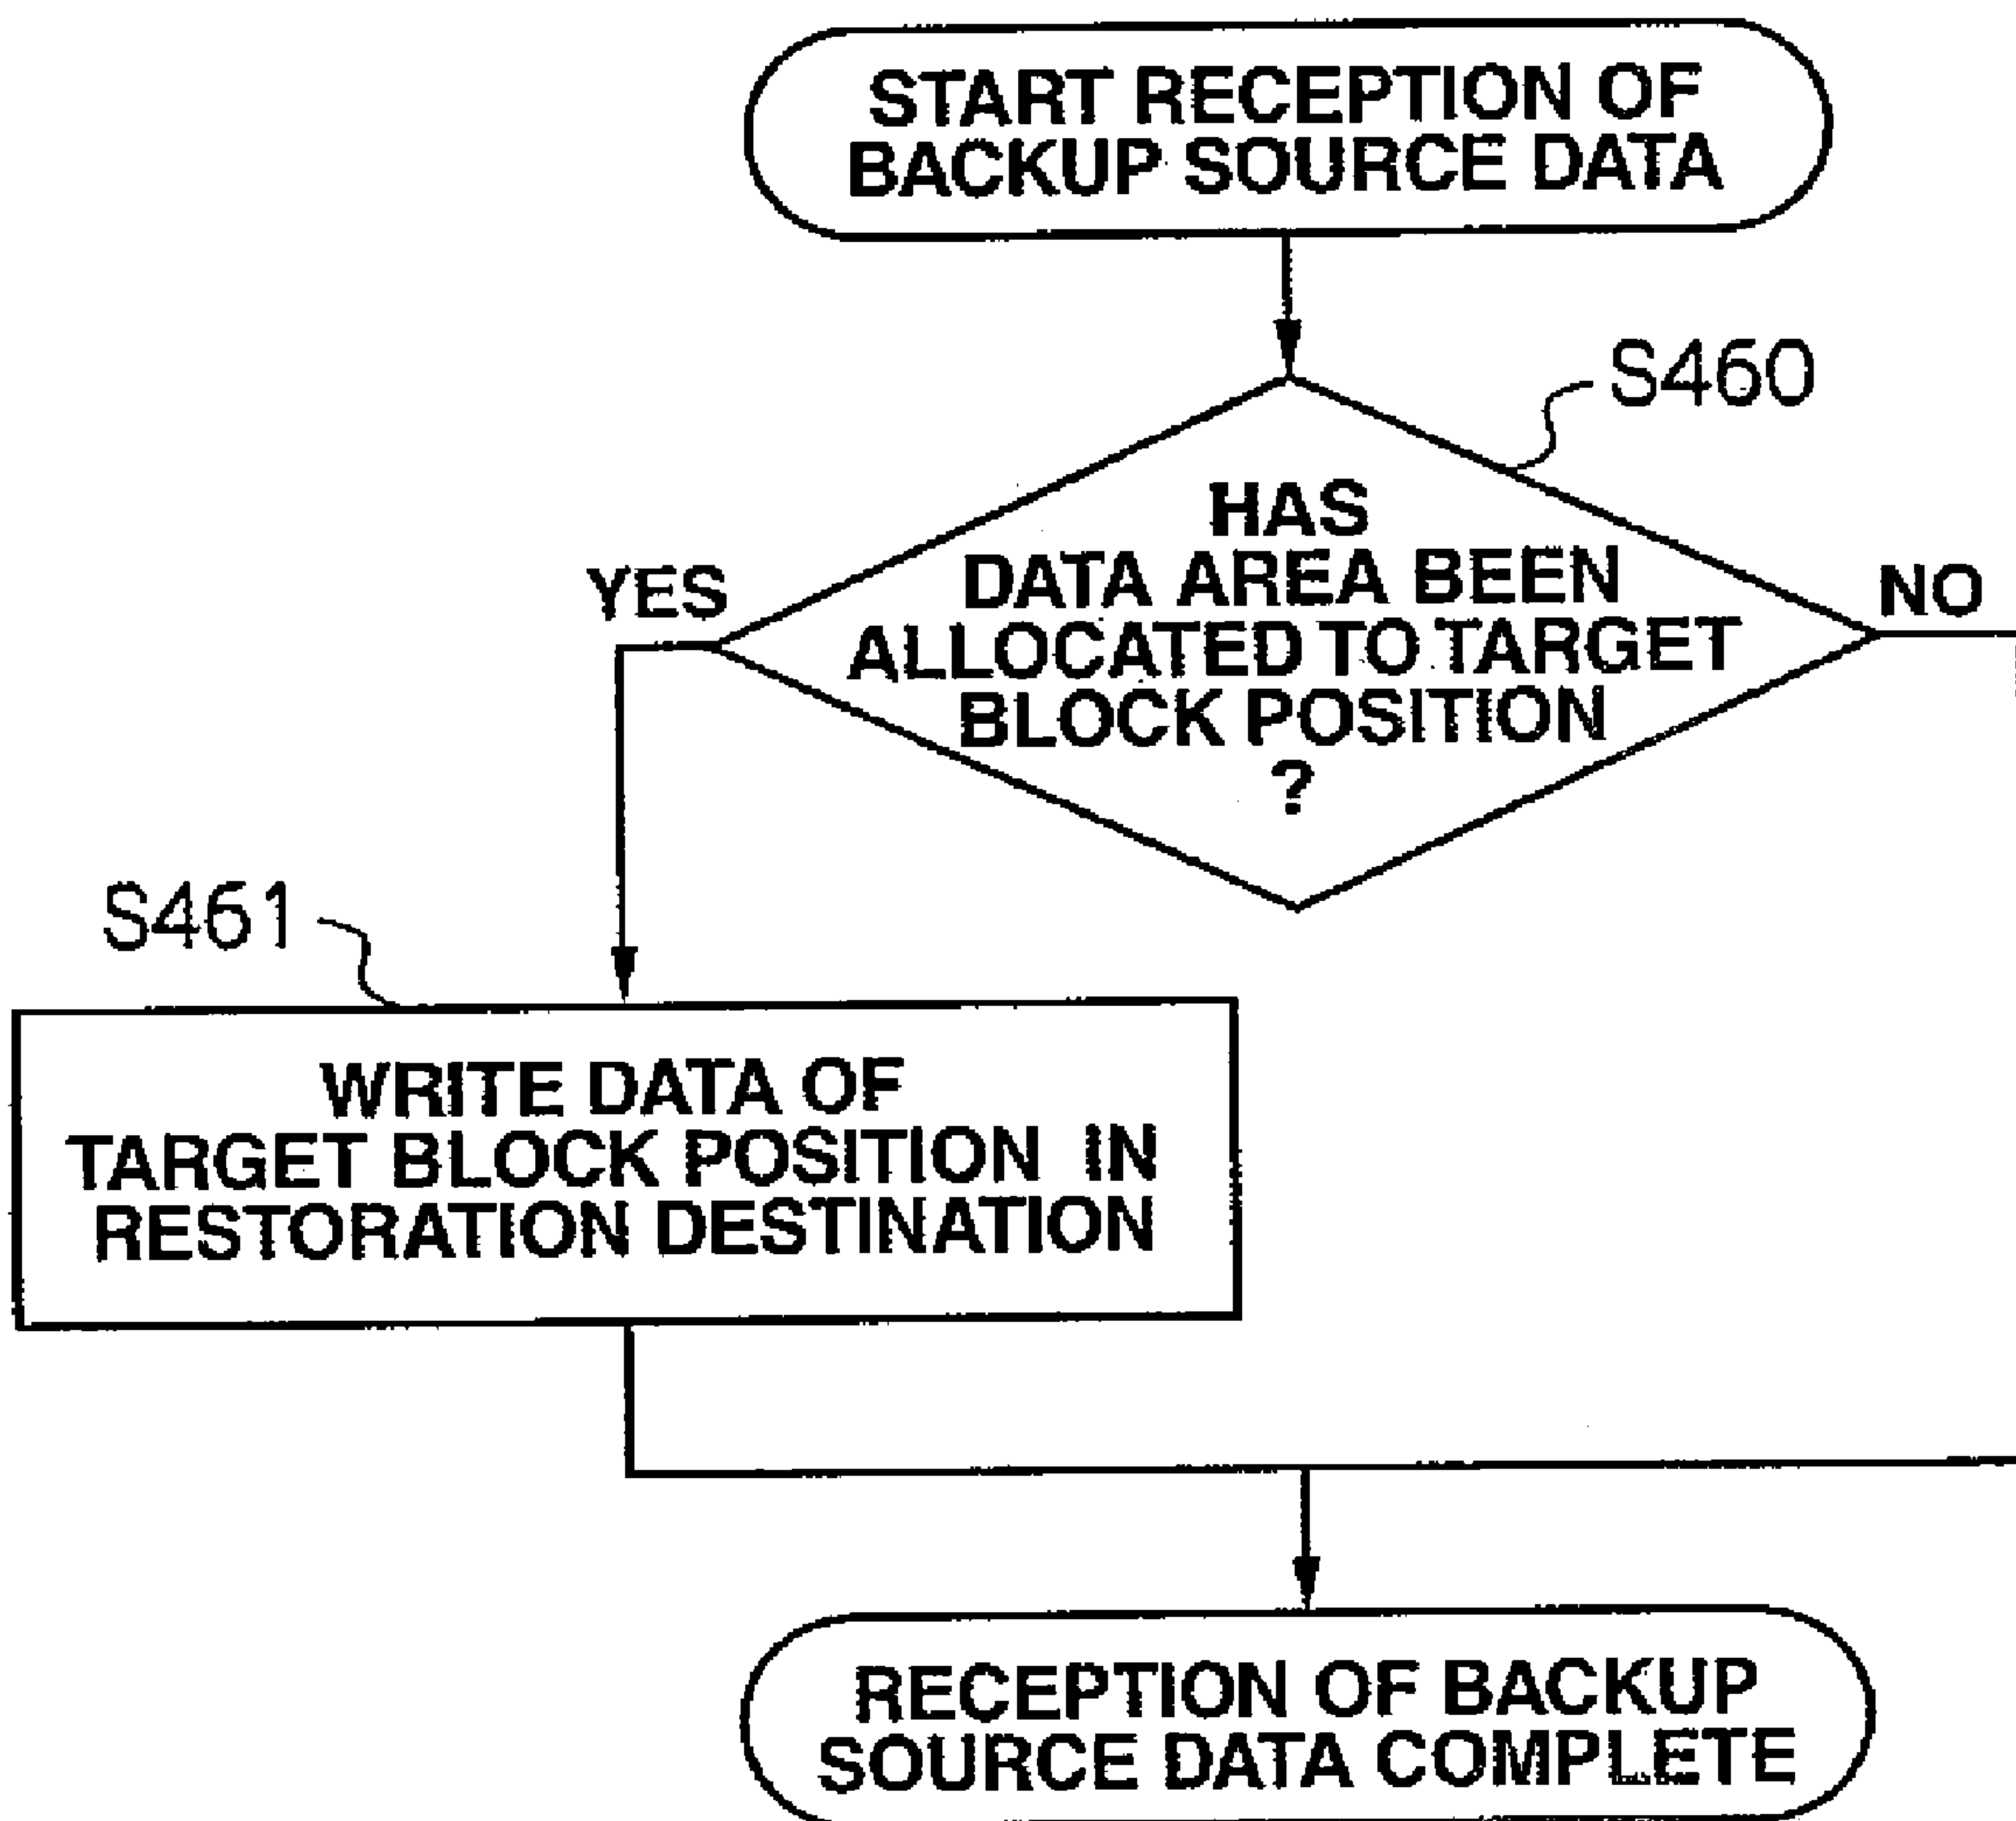 START RECEPTION OF
BACKUP SOURCE DATA
S460
HAS
DATA AREA BEEN
ALLOCATED TO TARGET
BLOCK POSITION
?
YES
NO
S461
WRITE DATA OF
TARGET BLOCK POSITION IN
RESTORATION DESTINATION
RECEPTION OF BACKUP
SOURCE DATA COMPLETE